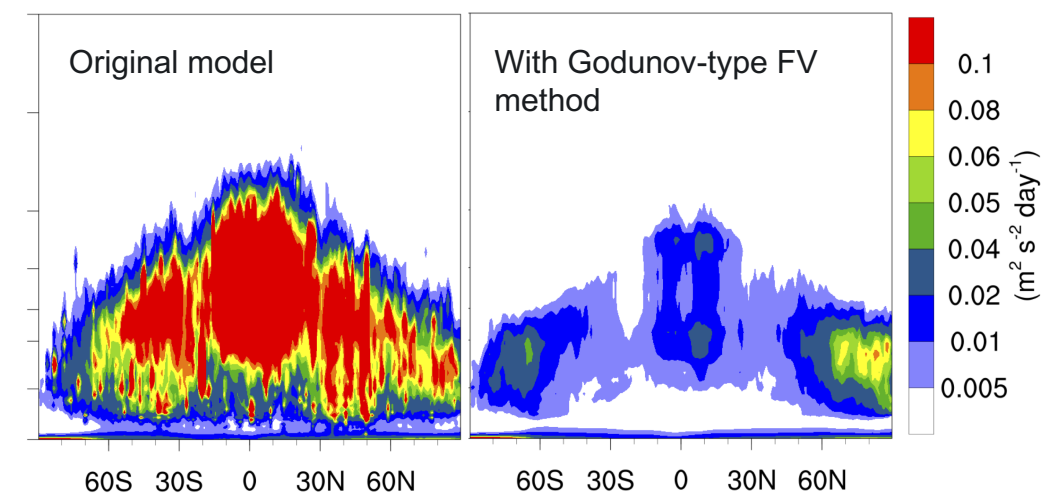 Original model
With Godunov-type FV
method
0.1
0.08
0.06
0.05
0.04
0.02
0.01
0.005
(m² s⁻² day⁻¹)
60S 30S 0 30N 60N
60S 30S 0 30N 60N